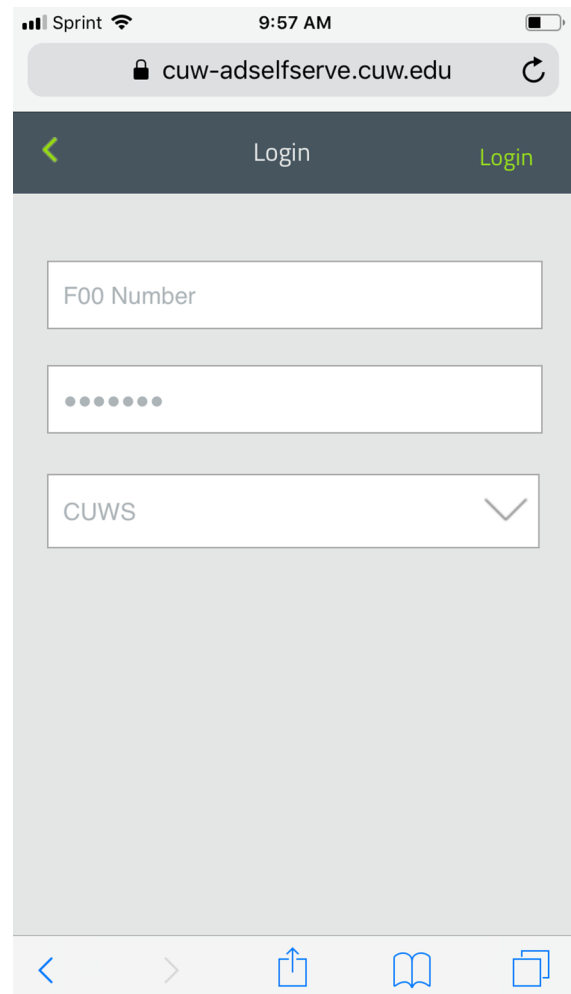 Sprint 9:57 AM
cuw-adselfserve.cuw.edu
Login Login
F00 Number
•••••••
CUWS